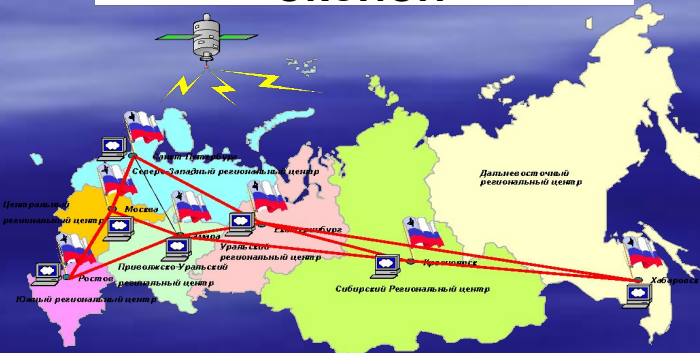 Санкт-Петербург
Северо-Западный региональный центр
Дальневосточный
региональный центр
Центральный
региональный центр
Москва
Самара
Екатеринбург
Уральский
региональный центр
Ростов
Приволжско-Уральский
региональный центр
Красноярск
Хабаровск
Сибирский Региональный центр
Южный региональный центр